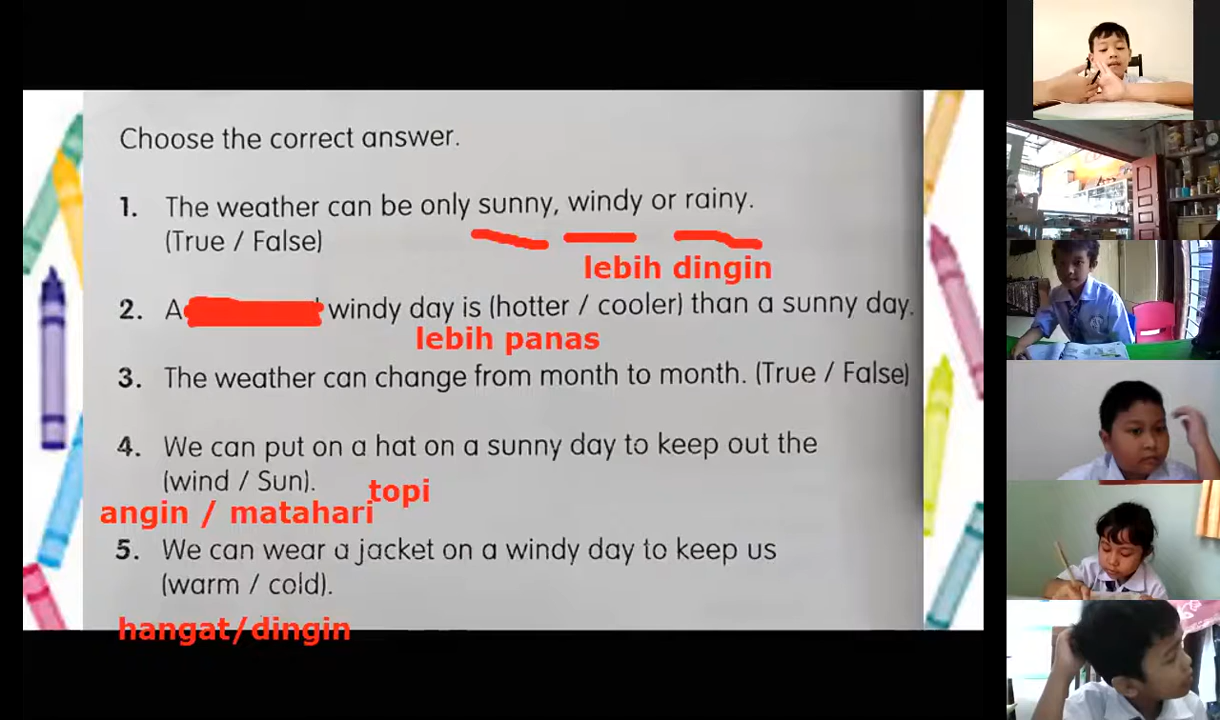 Choose the correct answer.
1. The weather can be only sunny, windy or rainy.
(True / False)
lebih dingin
2. A windy day is (hotter / cooler) than a sunny day.
lebih panas
3. The weather can change from month to month. (True / False)
4. We can put on a hat on a sunny day to keep out the
(wind / Sun).
topi
angin / matahari
5. We can wear a jacket on a windy day to keep us
(warm / cold).
hangat/dingin